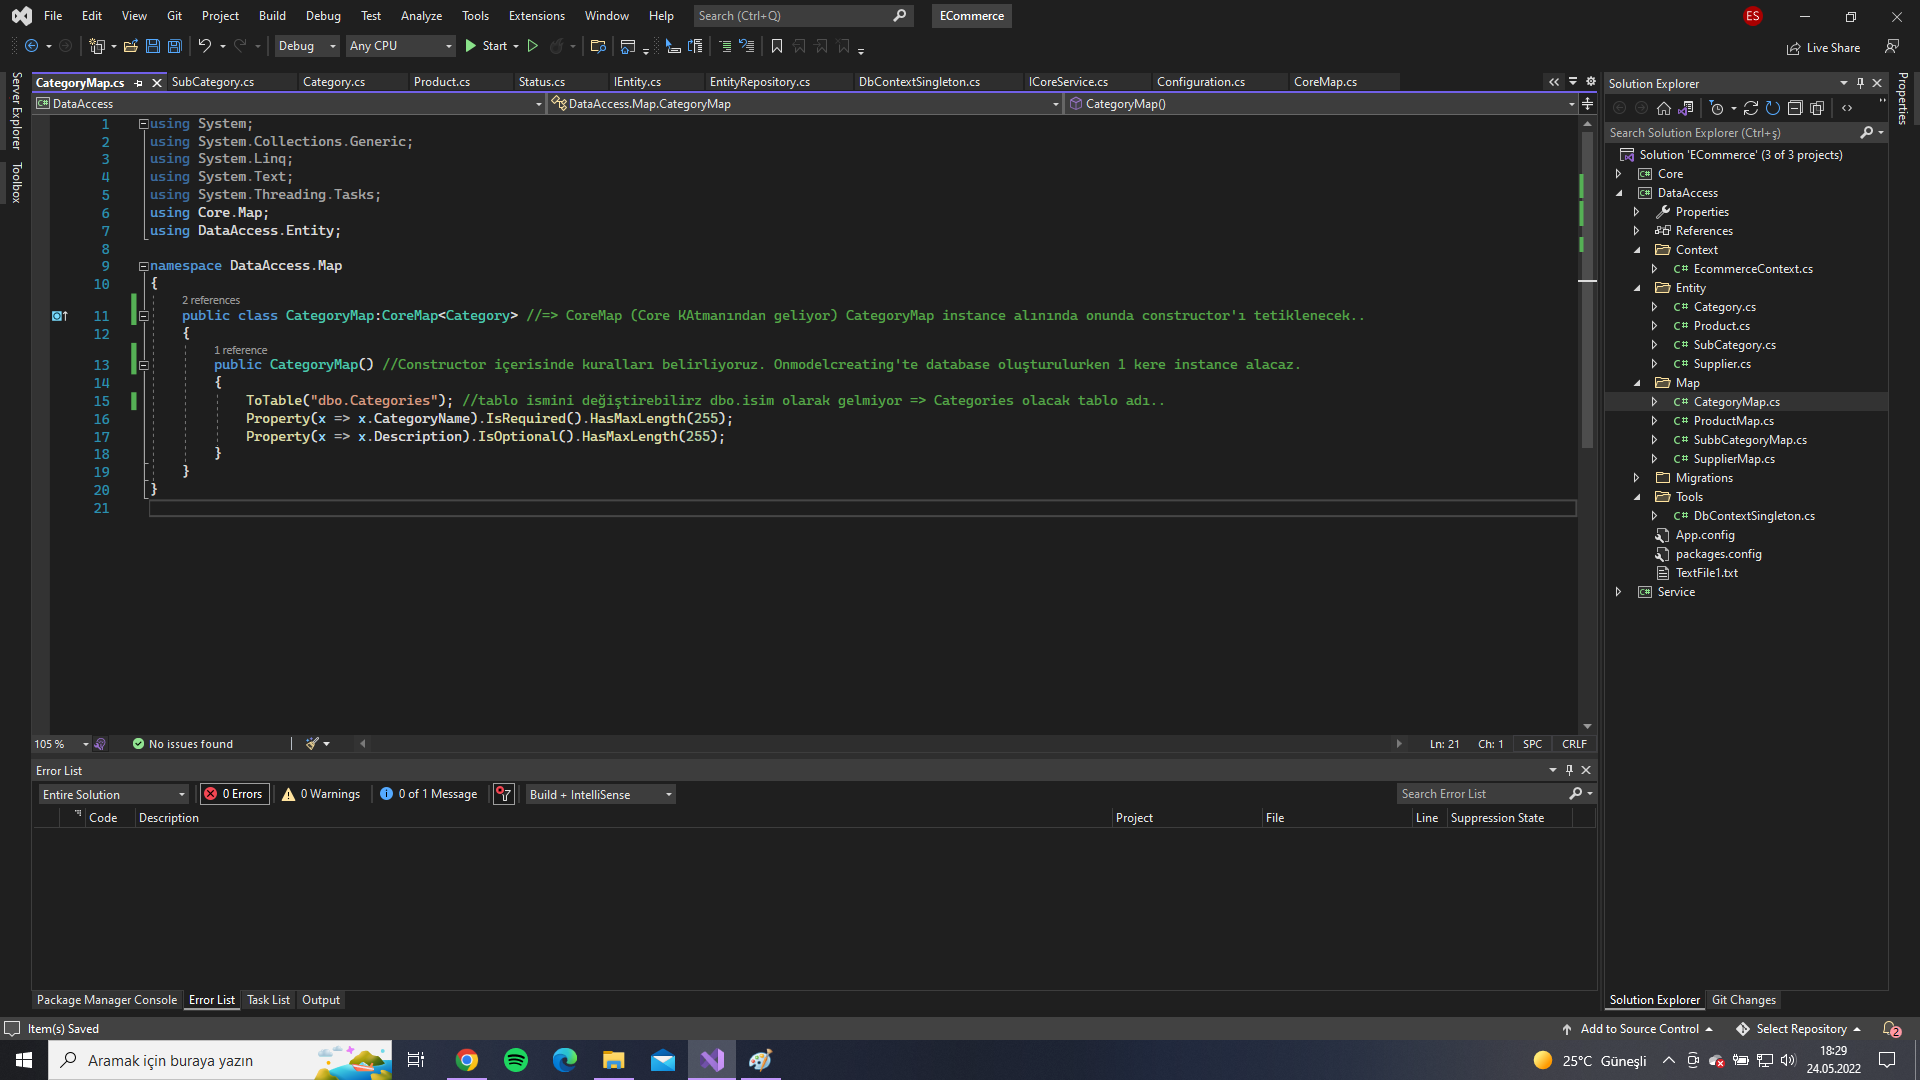 File Edit View Git Project Build Debug Test Analyze Tools Extensions Window Help Search (Ctrl+Q) ECommerce ES
Debug Any CPU Start Live Share
CategoryMap.cs SubCategory.cs Category.cs Product.cs Status.cs IEntity.cs EntityRepository.cs DbContextSingleton.cs ICoreService.cs Configuration.cs CoreMap.cs
DataAccess DataAccess.Map.CategoryMap CategoryMap()
Server Explorer
Toolbox
1 using System;
2 using System.Collections.Generic;
3 using System.Linq;
4 using System.Text;
5 using System.Threading.Tasks;
6 using Core.Map;
7 using DataAccess.Entity;
8
9 namespace DataAccess.Map
10 {
2 references
11 public class CategoryMap:CoreMap<Category> //=> CoreMap (Core KAtmanından geliyor) CategoryMap instance alınında onunda constructor'ı tetiklenecek..
12 {
1 reference
13 public CategoryMap() //Constructor içerisinde kuralları belirliyoruz. Onmodelcreating'te database oluşturulurken 1 kere instance alacaz.
14 {
15 ToTable("dbo.Categories"); //tablo ismini değiştirebilirz dbo.isim olarak gelmiyor => Categories olacak tablo adı..
16 Property(x => x.CategoryName).IsRequired().HasMaxLength(255);
17 Property(x => x.Description).IsOptional().HasMaxLength(255);
18 }
19 }
20 }
21
105 % No issues found Ln: 21 Ch: 1 SPC CRLF
Error List
Entire Solution 0 Errors 0 Warnings 0 of 1 Message Build + IntelliSense Search Error List
Code Description Project File Line Suppression State
Package Manager Console Error List Task List Output
Solution Explorer
Search Solution Explorer (Ctrl+ş)
Solution 'ECommerce' (3 of 3 projects)
C# Core
C# DataAccess
Properties
References
Context
C# EcommerceContext.cs
Entity
C# Category.cs
C# Product.cs
C# SubCategory.cs
C# Supplier.cs
Map
C# CategoryMap.cs
C# ProductMap.cs
C# SubbCategoryMap.cs
C# SupplierMap.cs
Migrations
Tools
C# DbContextSingleton.cs
App.config
packages.config
TextFile1.txt
C# Service
Solution Explorer Git Changes
Properties
Item(s) Saved Add to Source Control Select Repository 2
Aramak için buraya yazın 25°C Güneşli 18:29
24.05.2022